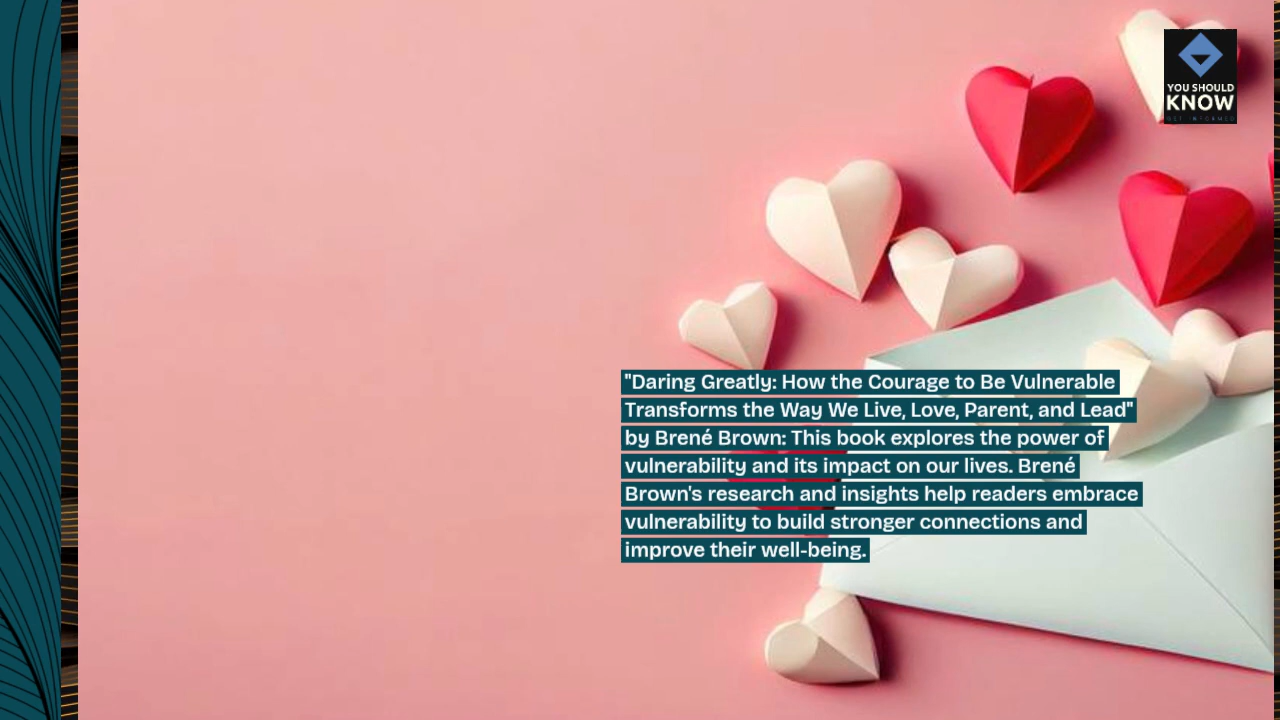 YOU SHOULD
KNOW
GET INFORMED
"Daring Greatly: How the Courage to Be Vulnerable
Transforms the Way We Live, Love, Parent, and Lead"
by Brené Brown: This book explores the power of
vulnerability and its impact on our lives. Brené
Brown's research and insights help readers embrace
vulnerability to build stronger connections and
improve their well-being.